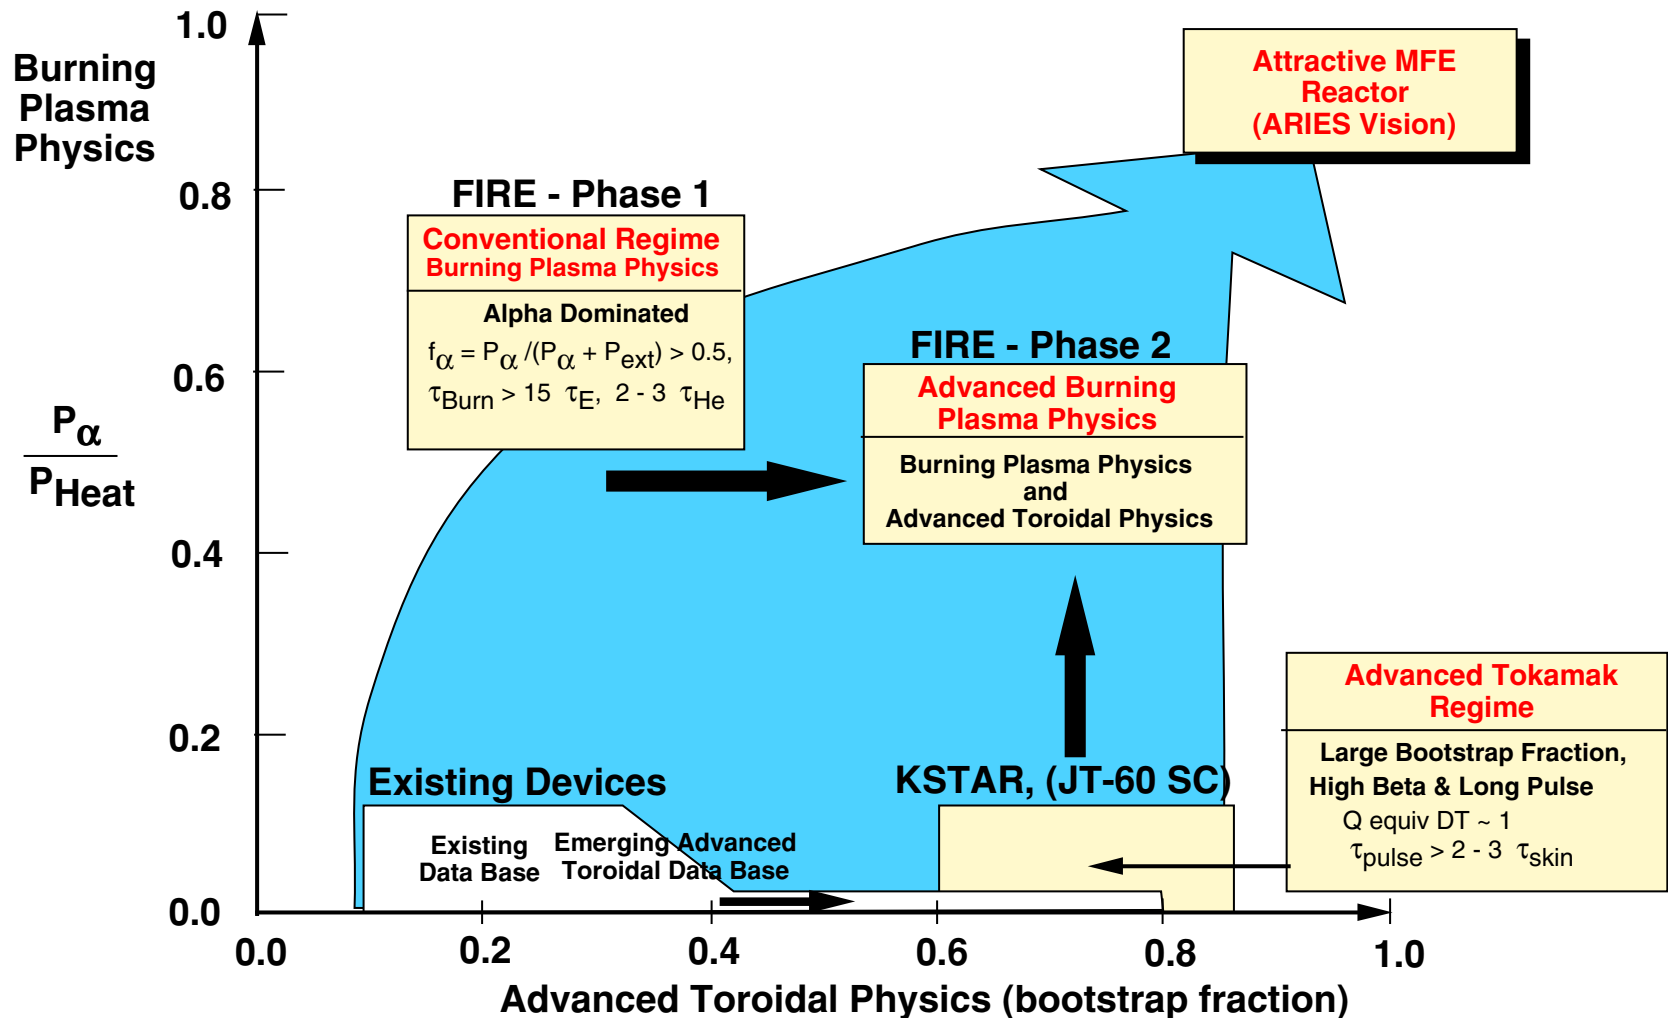 1.0
Burning
Plasma
Physics
Attractive MFE
Reactor
(ARIES Vision)
0.8
FIRE - Phase 1
Conventional Regime
Burning Plasma Physics
Alpha Dominated
fα = Pα /(Pα + Pext) > 0.5,
τBurn > 15 τE, 2 - 3 τHe
FIRE - Phase 2
Advanced Burning
Plasma Physics
Burning Plasma Physics
and
Advanced Toroidal Physics
0.6
Pα
PHeat
0.4
0.2
Advanced Tokamak
Regime
Large Bootstrap Fraction,
High Beta & Long Pulse
Q equiv DT ~ 1
τpulse > 2 - 3 τskin
Existing Devices
KSTAR, (JT-60 SC)
Existing
Data Base
Emerging Advanced
Toroidal Data Base
0.0
0.0 0.2 0.4 0.6 0.8 1.0
Advanced Toroidal Physics (bootstrap fraction)